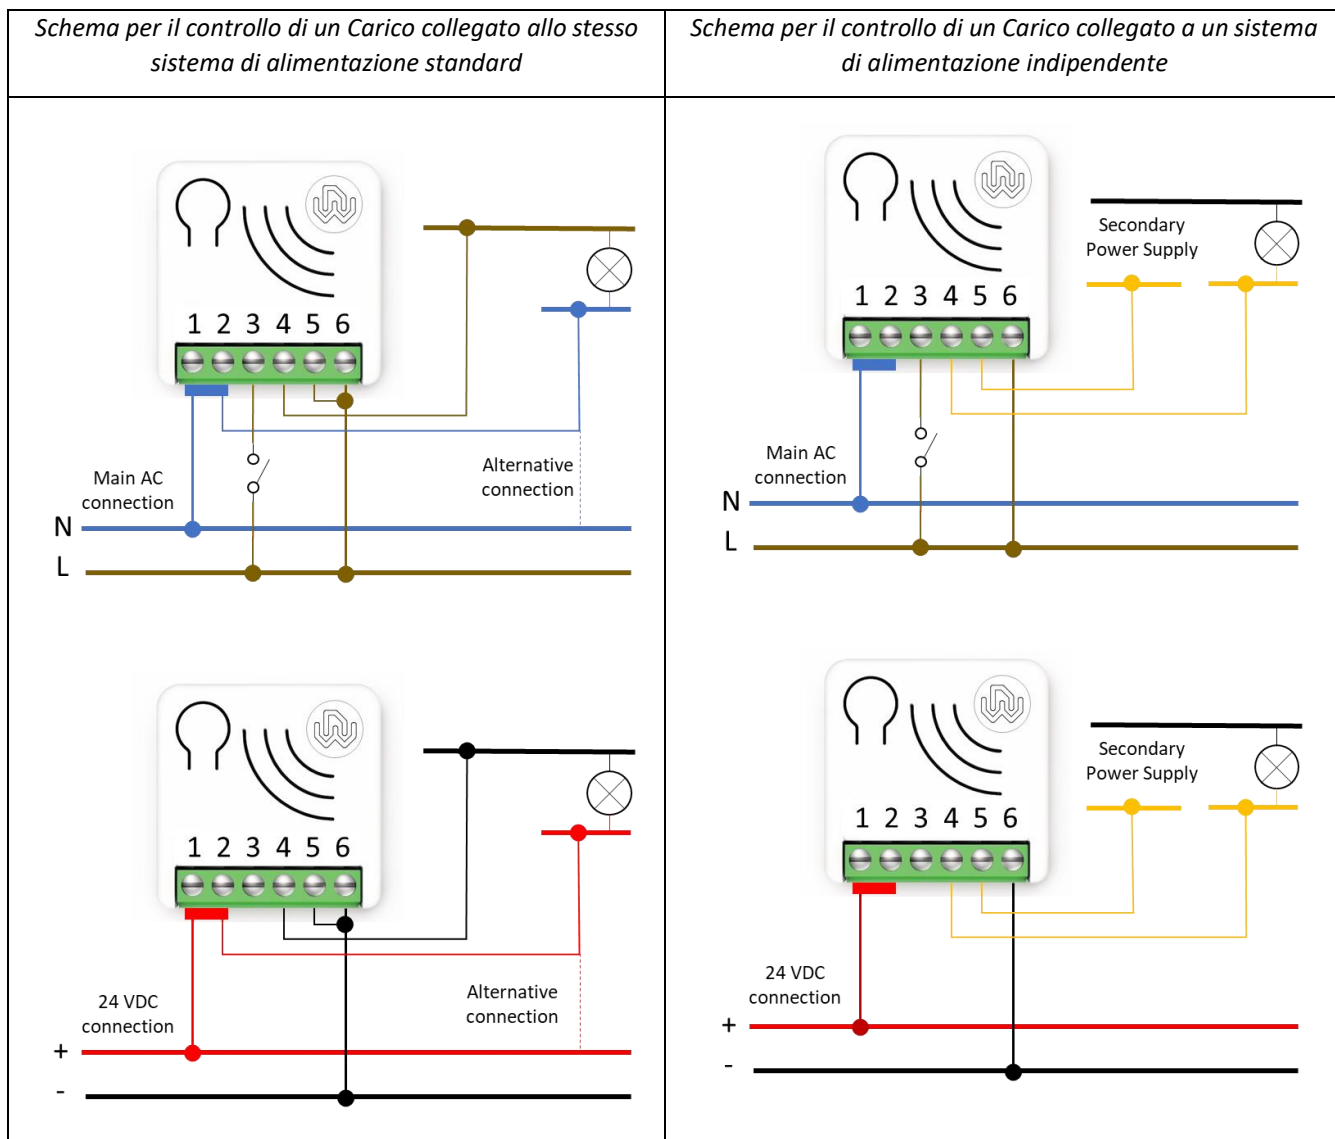 Schema per il controllo di un Carico collegato allo stesso
sistema di alimentazione standard
Schema per il controllo di un Carico collegato a un sistema
di alimentazione indipendente
1 2 3 4 5 6
Main AC
connection
Alternative
connection
N
L
1 2 3 4 5 6
Secondary
Power Supply
Main AC
connection
N
L
1 2 3 4 5 6
24 VDC
connection
Alternative
connection
+
-
1 2 3 4 5 6
Secondary
Power Supply
24 VDC
connection
+
-